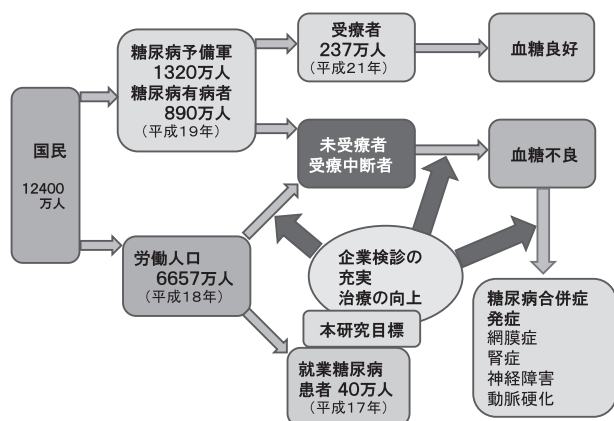 国民
12400
万人
糖尿病予備軍
1320万人
糖尿病有病者
890万人
(平成19年)
受療者
237万人
(平成21年)
血糖良好
未受療者
受療中断者
血糖不良
労働人口
6657万人
(平成18年)
企業検診の
充実
治療の向上
本研究目標
就業糖尿病
患者 40万人
(平成17年)
糖尿病合併症
発症
網膜症
腎症
神経障害
動脈硬化